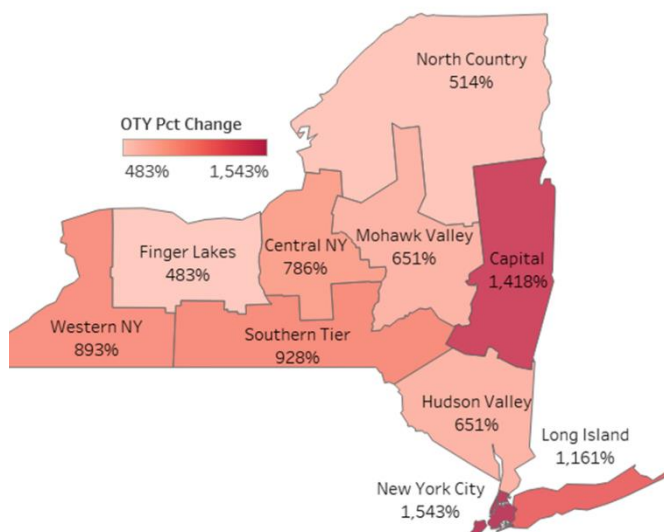 North Country
514%
OTY Pct Change
483% 1,543%
Finger Lakes
483%
Central NY
786%
Mohawk Valley
651%
Capital
1,418%
Western NY
893%
Southern Tier
928%
Hudson Valley
651%
Long Island
1,161%
New York City
1,543%